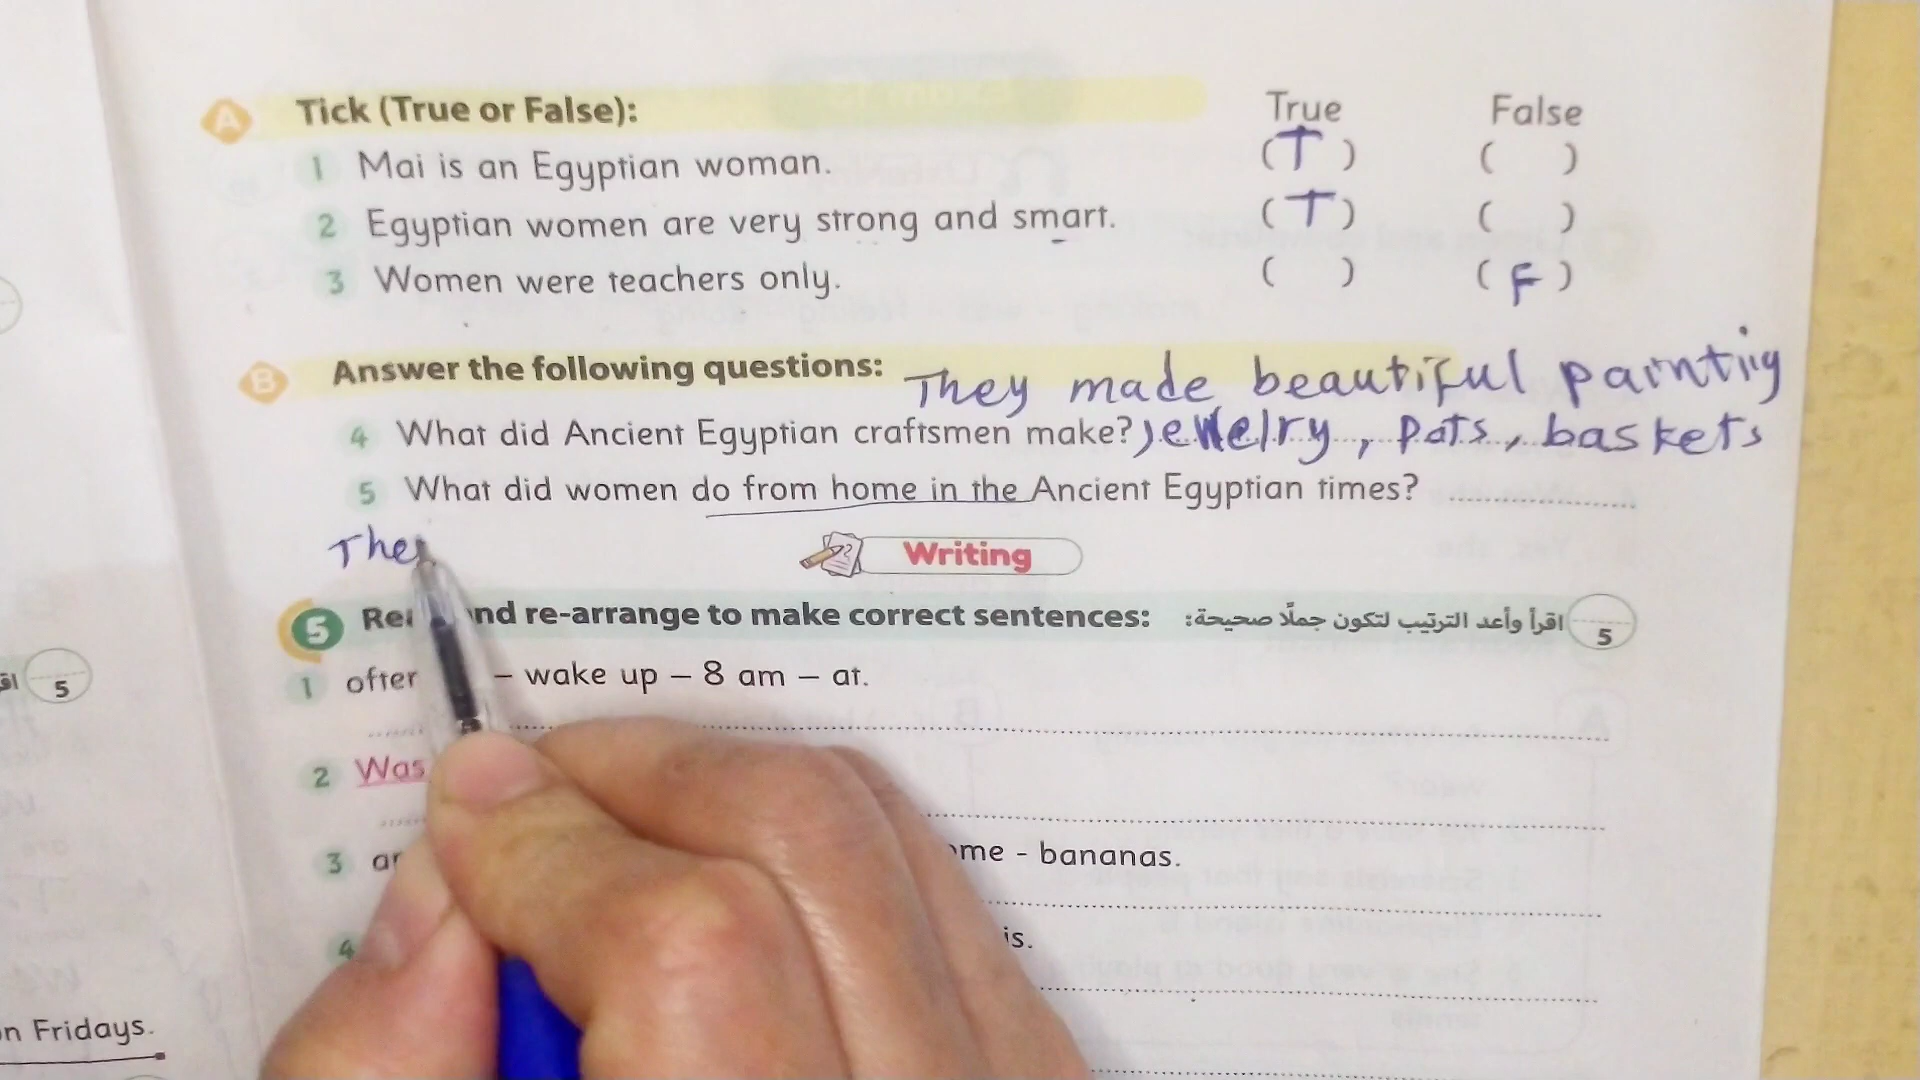 A Tick (True or False): True False
1 Mai is an Egyptian woman. (T) ( )
2 Egyptian women are very strong and smart. (T) ( )
3 Women were teachers only. ( ) (F)
B Answer the following questions: They made beautiful
4 What did Ancient Egyptian craftsmen make? jewelry, pots, baskets
5 What did women do from home in the Ancient Egyptian times? ..........
The
Writing
5 and re-arrange to make correct sentences: اقرأ وأعد الترتيب لتكون جملًا صحيحة: 5
1 – wake up – 8 am – at.
5
2 Was
3 - bananas.
4 is.
n Fridays.